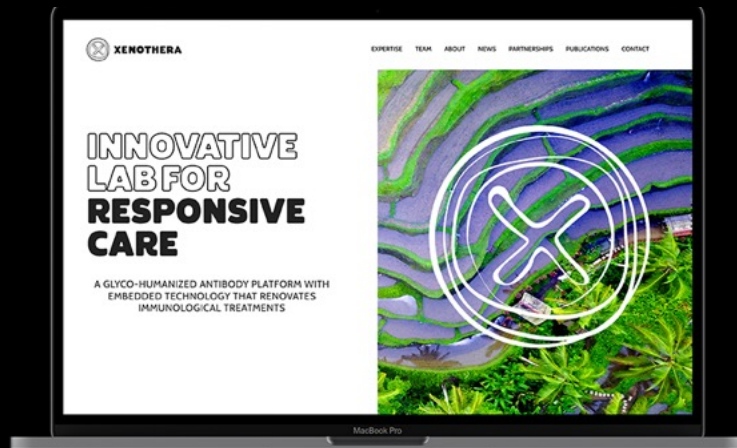 XENOTHERA
EXPERTISE TEAM ABOUT NEWS PARTNERSHIPS PUBLICATIONS CONTACT
INNOVATIVE
LAB FOR
RESPONSIVE
CARE
A GLYCO-HUMANIZED ANTIBODY PLATFORM WITH
EMBEDDED TECHNOLOGY THAT RENOVATES
IMMUNOLOGICAL TREATMENTS
MacBook Pro